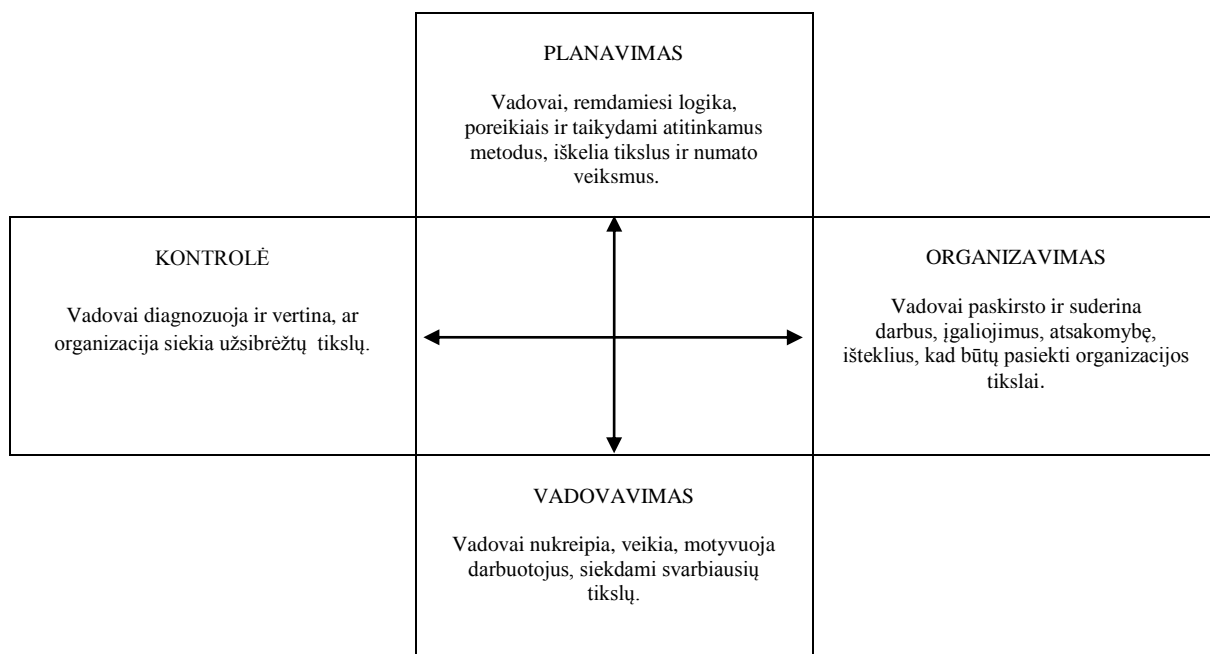 PLANAVIMAS
Vadovai, remdamiesi logika,
poreikiais ir taikydami atitinkamus
metodus, iškelia tikslus ir numato
veiksmus.
KONTROLĖ
Vadovai diagnozuoja ir vertina, ar
organizacija siekia užsibrėžtų tikslų.
ORGANIZAVIMAS
Vadovai paskirsto ir suderina
darbus, įgaliojimus, atsakomybę,
išteklius, kad būtų pasiekti organizacijos
tikslai.
VADOVAVIMAS
Vadovai nukreipia, veikia, motyvuoja
darbuotojus, siekdami svarbiausių
tikslų.